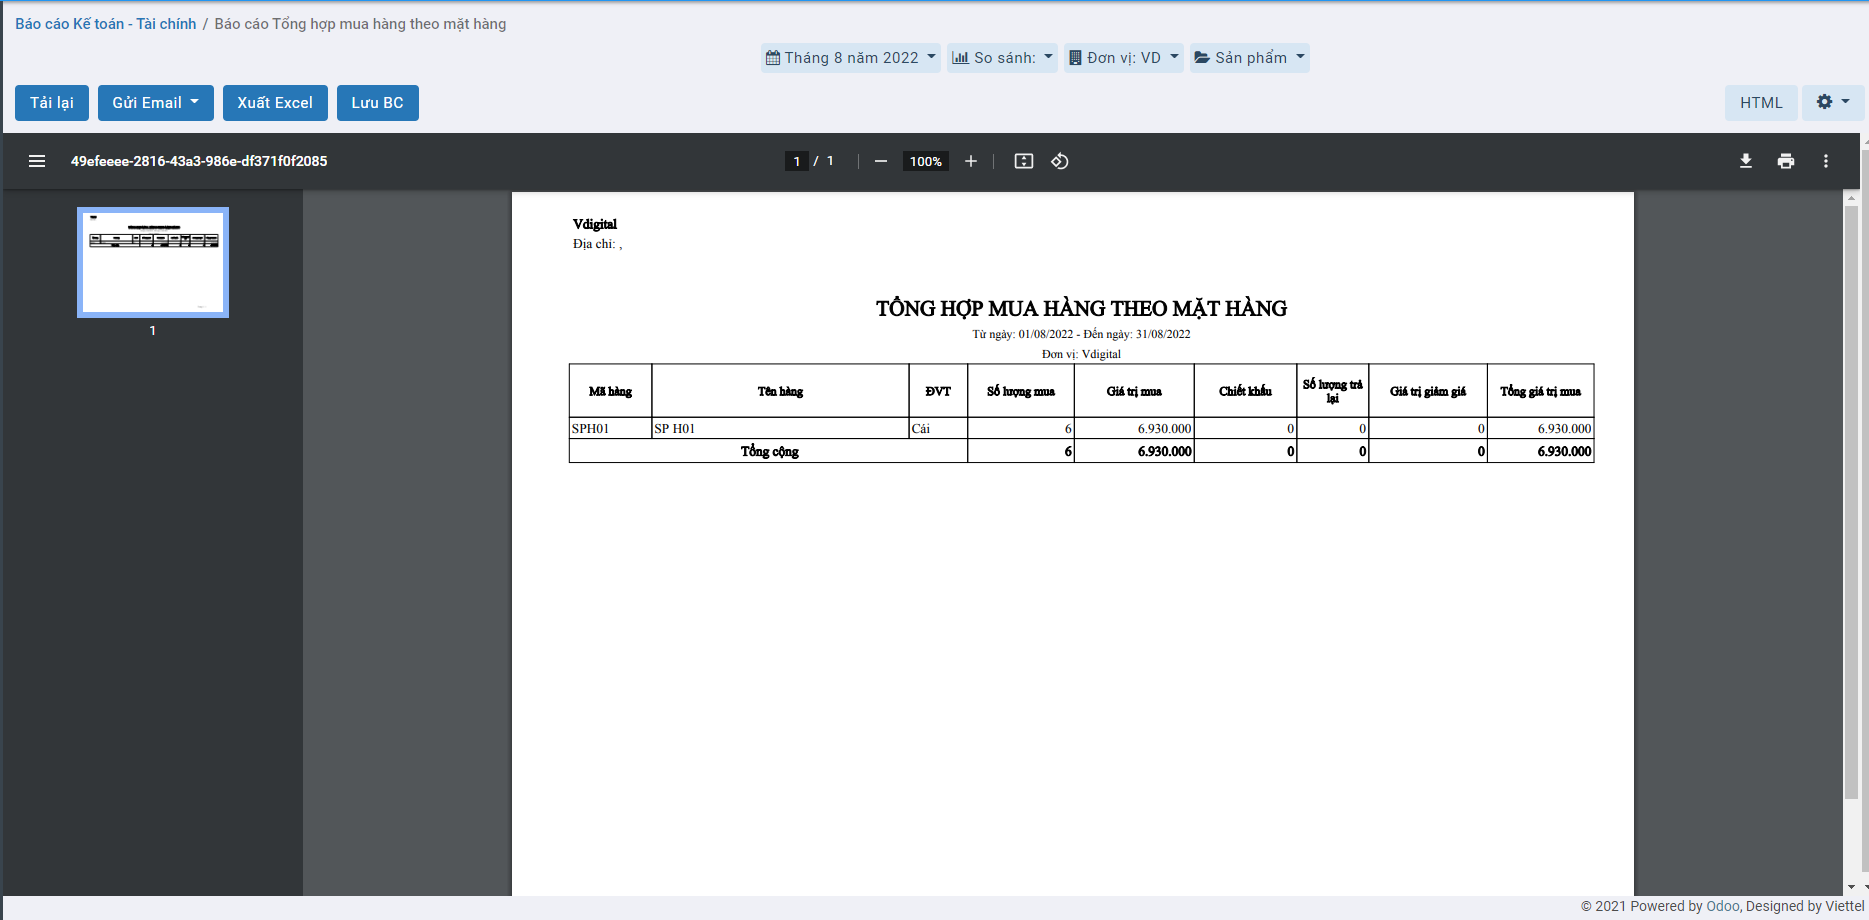 Báo cáo Kế toán - Tài chính / Báo cáo Tổng hợp mua hàng theo mặt hàng
Tháng 8 năm 2022 So sánh: Đơn vị: VD Sản phẩm
Tải lại Gửi Email Xuất Excel Lưu BC HTML
49efeeee-2816-43a3-986e-df371f0f2085 1 / 1 100%
1
Vdigital
Địa chỉ: ,
TỔNG HỢP MUA HÀNG THEO MẶT HÀNG
Từ ngày: 01/08/2022 - Đến ngày: 31/08/2022
Đơn vị: Vdigital
Mã hàng Tên hàng ĐVT Số lượng mua Giá trị mua Chiết khấu Số lượng trả lại Giá trị giảm giá Tổng giá trị mua
SPH01 SP H01 Cái 6 6.930.000 0 0 0 6.930.000
Tổng cộng 6 6.930.000 0 0 0 6.930.000
© 2021 Powered by Odoo, Designed by Viettel